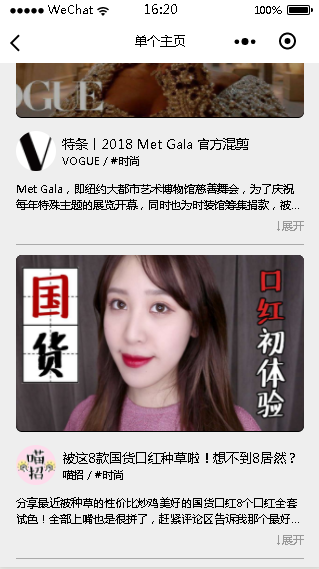 WeChat 16:20 100%
单个主页
VOGUE
特条丨2018 Met Gala 官方混剪
VOGUE / #时尚
Met Gala，即纽约大都市艺术博物馆慈善舞会，为了庆祝
每年特殊主题的展览开幕，同时也为时装馆筹集捐款，被...
↓展开
国货
口红初体验
喵招
被这8款国货口红种草啦！想不到8居然？
喵招 / #时尚
分享最近被种草的性价比炒鸡美好的国货口红8个口红全套
试色！全部上嘴也是很拼了，赶紧评论区告诉我那个最好...
↓展开